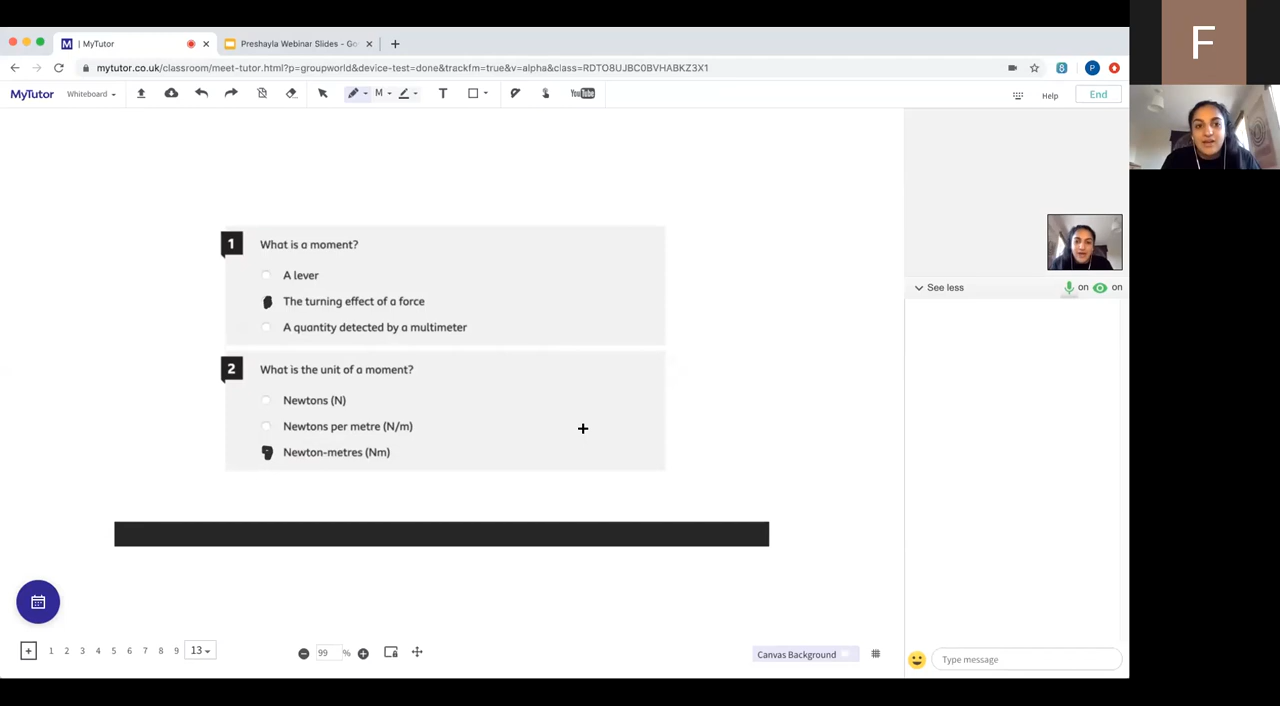 M | MyTutor
Preshayla Webinar Slides - Go
F
mytutor.co.uk/classroom/meet-tutor.html?p=groupworld&device-test=done&trackfm=true&v=alpha&class=RDTO8UJBC0BVHABKZ3X1
8
P
MyTutor
Whiteboard
M
T
YouTube
Help
End
1
What is a moment?
A lever
The turning effect of a force
A quantity detected by a multimeter
2
What is the unit of a moment?
Newtons (N)
Newtons per metre (N/m)
Newton-metres (Nm)
See less
on
on
+ 1 2 3 4 5 6 7 8 9 13
99 %
Canvas Background
Type message